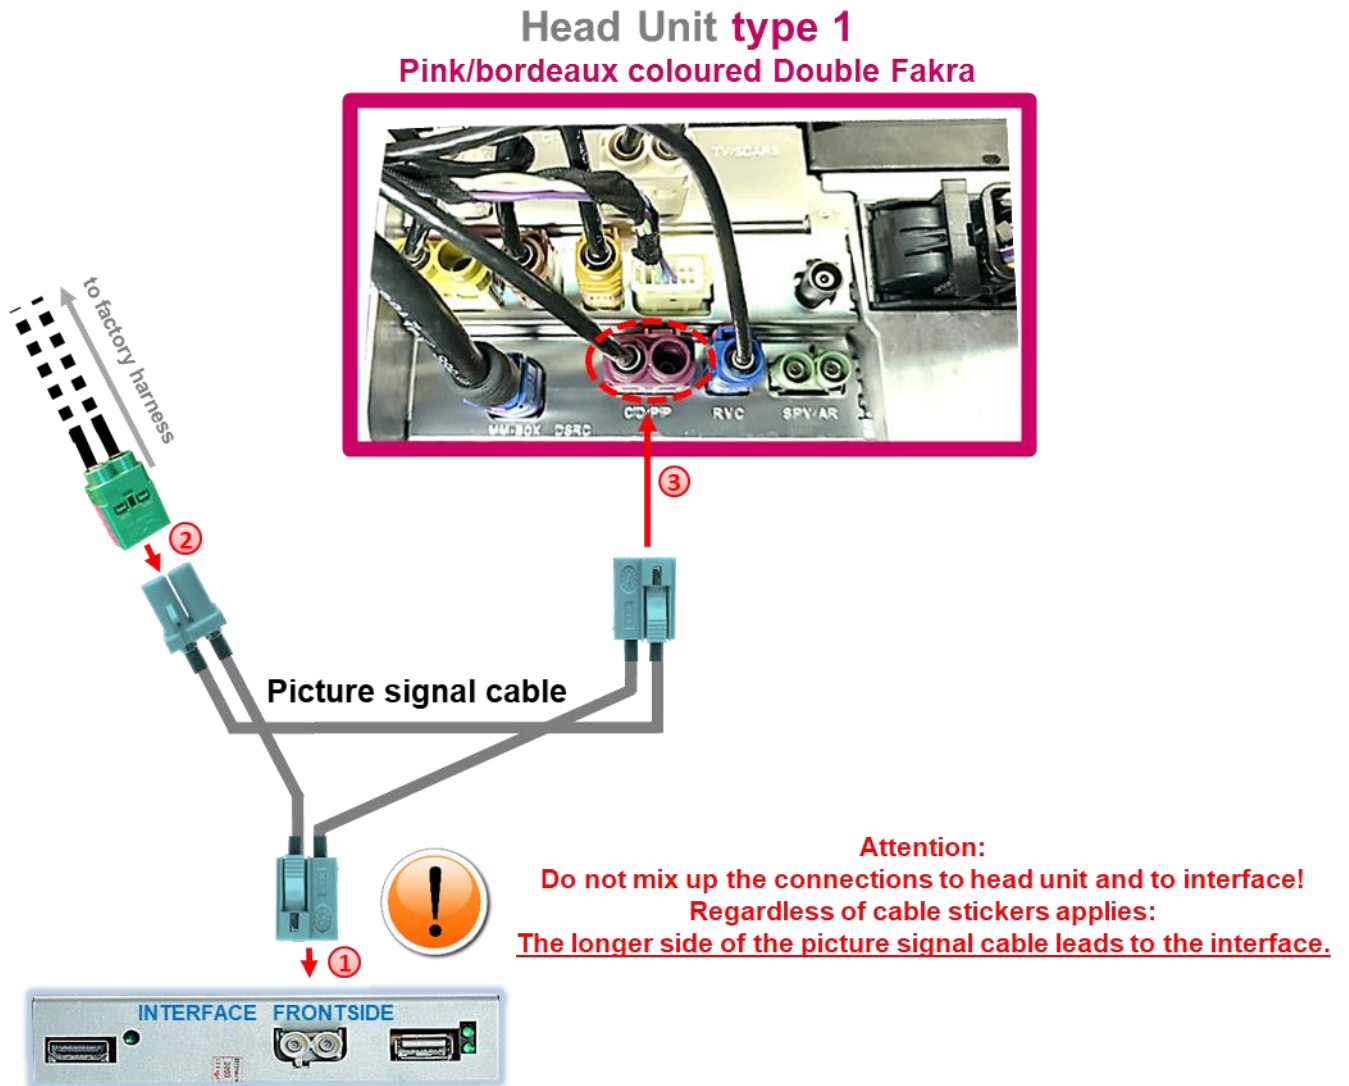 Head Unit type 1
Pink/bordeaux coloured Double Fakra
TV/SDARS
CID/PIP
RVC
SPV/AR
MM-BOX DSRC
to factory harness
3
2
Picture signal cable
Attention:
Do not mix up the connections to head unit and to interface!
Regardless of cable stickers applies:
The longer side of the picture signal cable leads to the interface.
1
INTERFACE FRONTSIDE